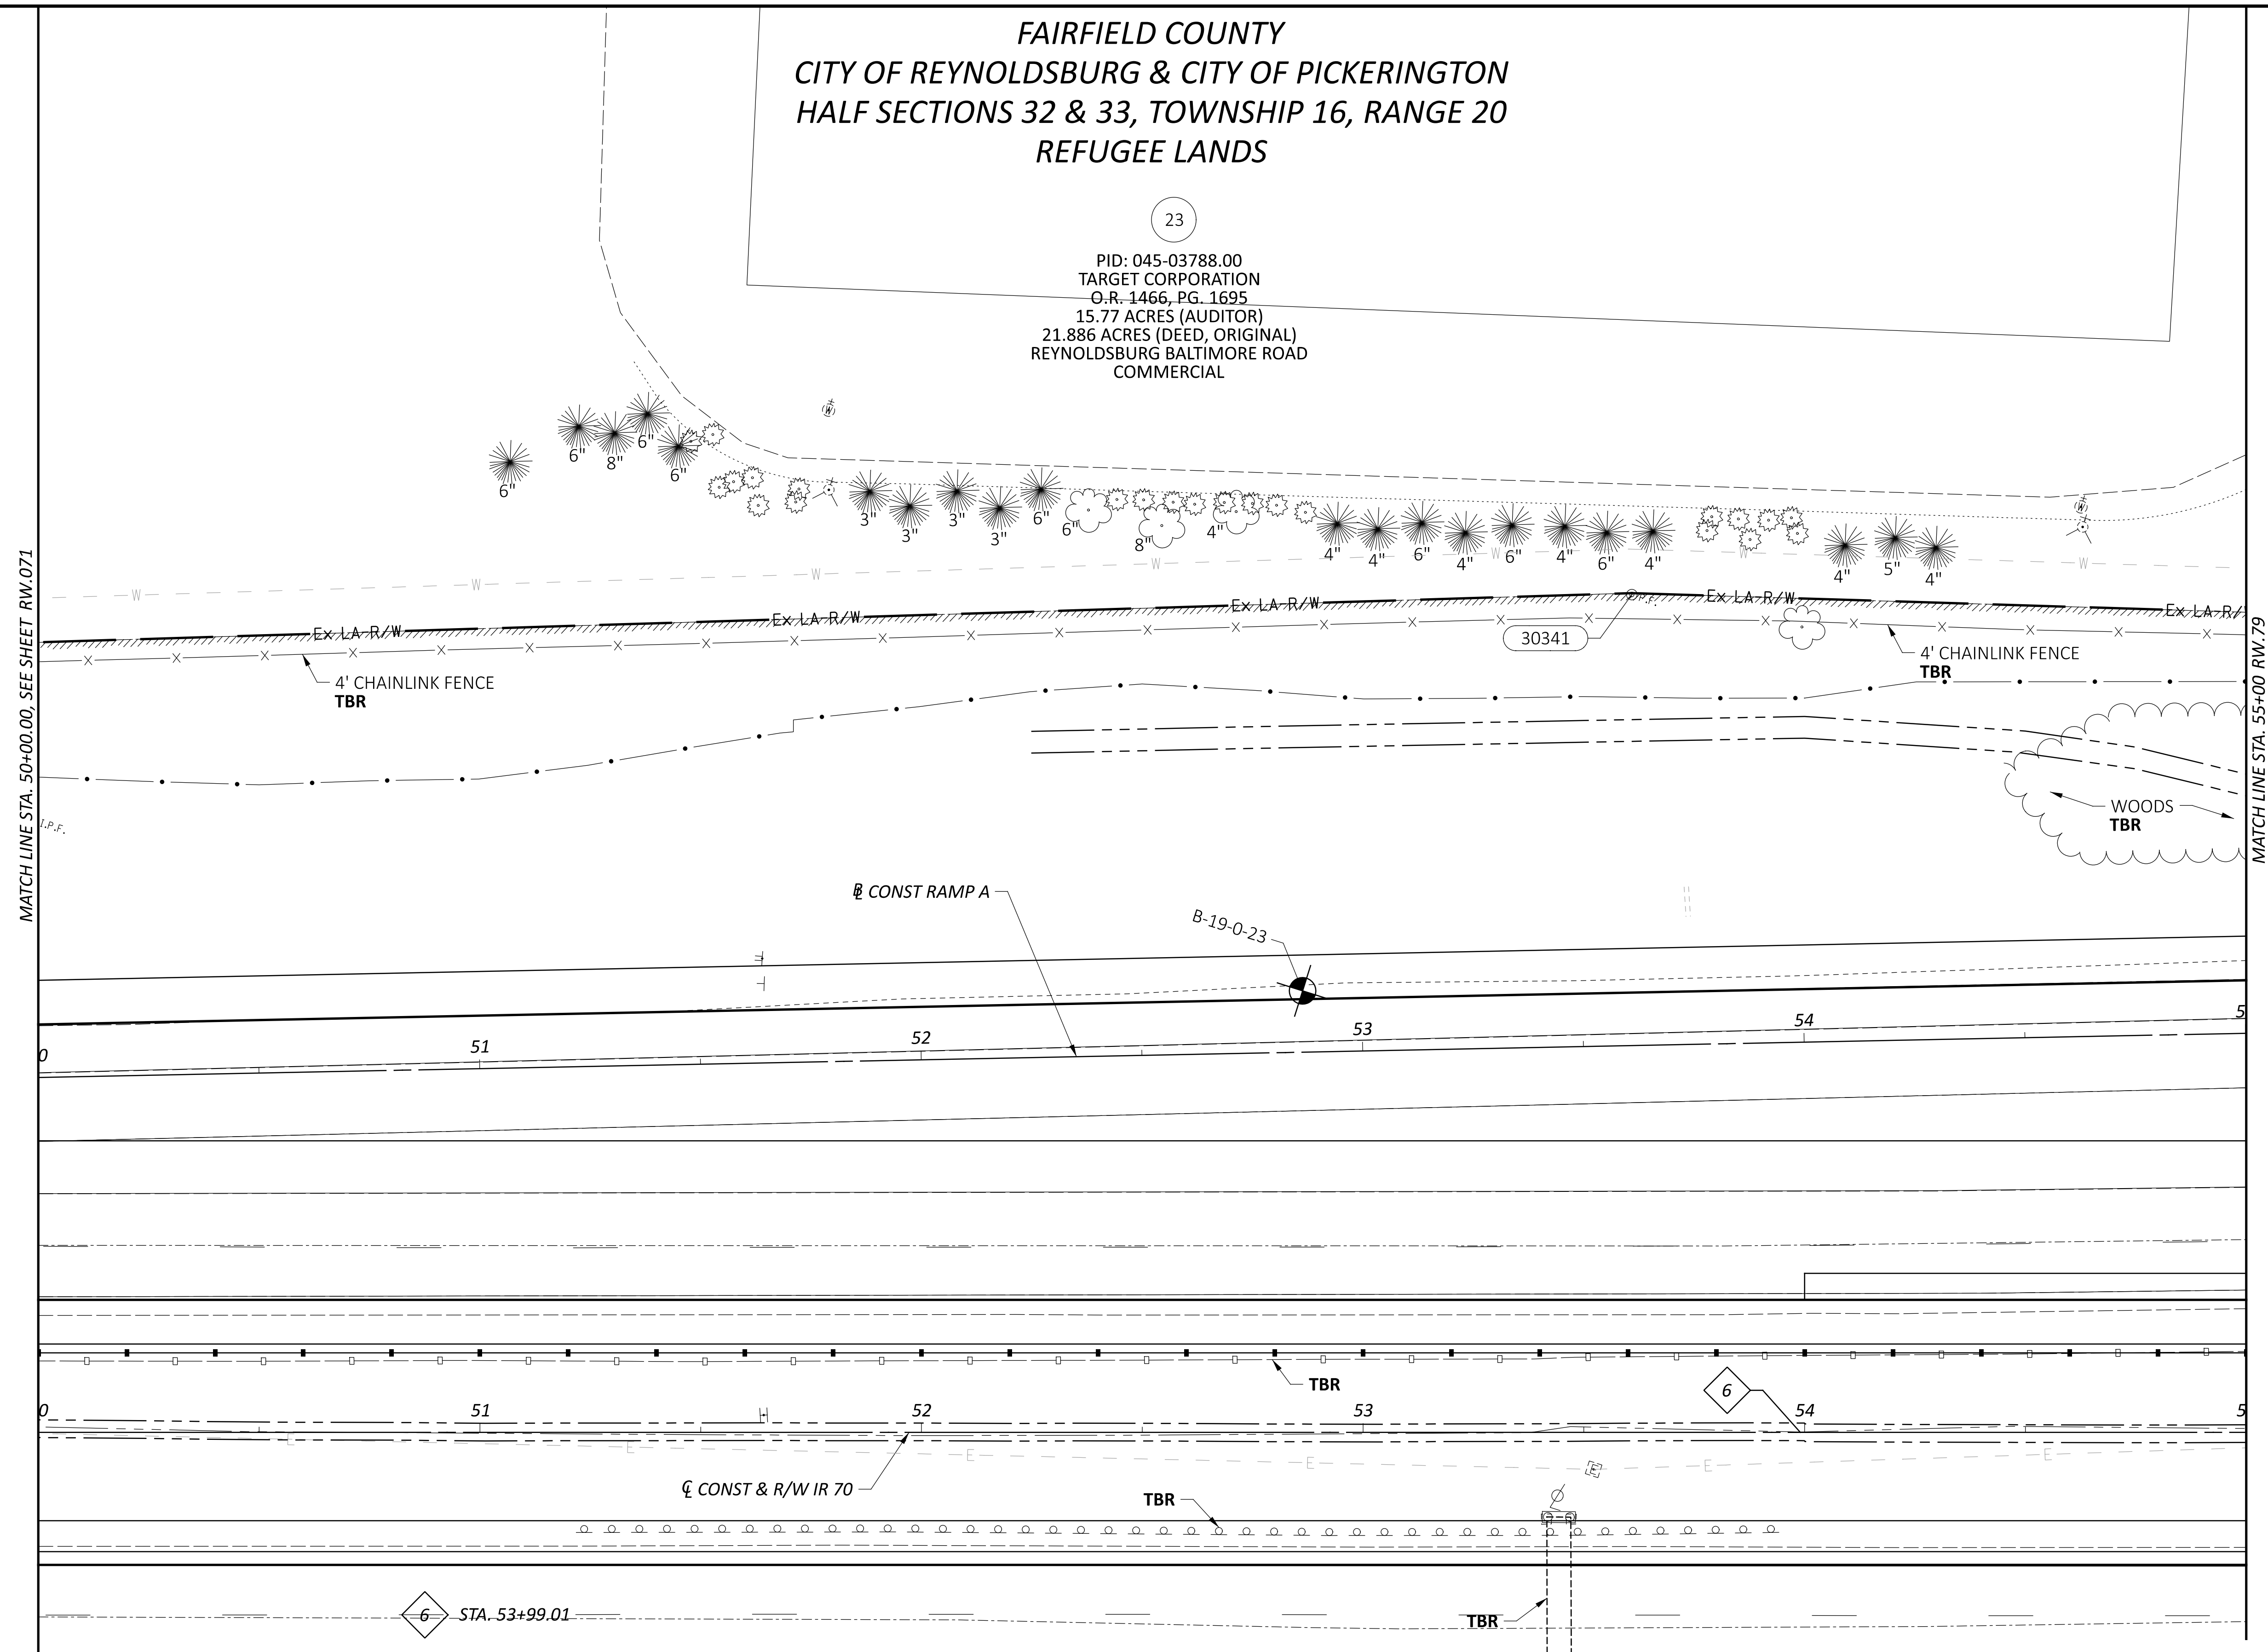 FAIRFIELD COUNTY
CITY OF REYNOLDSBURG & CITY OF PICKERINGTON
HALF SECTIONS 32 & 33, TOWNSHIP 16, RANGE 20
REFUGEE LANDS
23
PID: 045-03788.00
TARGET CORPORATION
O.R. 1466, PG. 1695
15.77 ACRES (AUDITOR)
21.886 ACRES (DEED, ORIGINAL)
REYNOLDSBURG BALTIMORE ROAD
COMMERCIAL
MATCH LINE STA. 50+00.00, SEE SHEET RW.071
MATCH LINE STA. 55+00 RW.79
(W)
6"
6"
8"
6"
6"
3"
3"
3"
3"
6"
6"
8"
4"
4"
4"
6"
4"
6"
4"
6"
4"
4"
5"
4"
(E)
W
W
W
W
W
W
W
Ex LA-R/W
Ex LA-R/W
Ex LA-R/W
Ex LA-R/W
Ex LA-R/
30341
4' CHAINLINK FENCE
TBR
4' CHAINLINK FENCE
TBR
WOODS
TBR
I.P.F.
℄ CONST RAMP A
B-19-0-23
0
51
52
53
54
5
TBR
6
0
51
52
53
54
5
E
E
E
E
E
E
E
℄ CONST & R/W IR 70
TBR
6 STA. 53+99.01
TBR